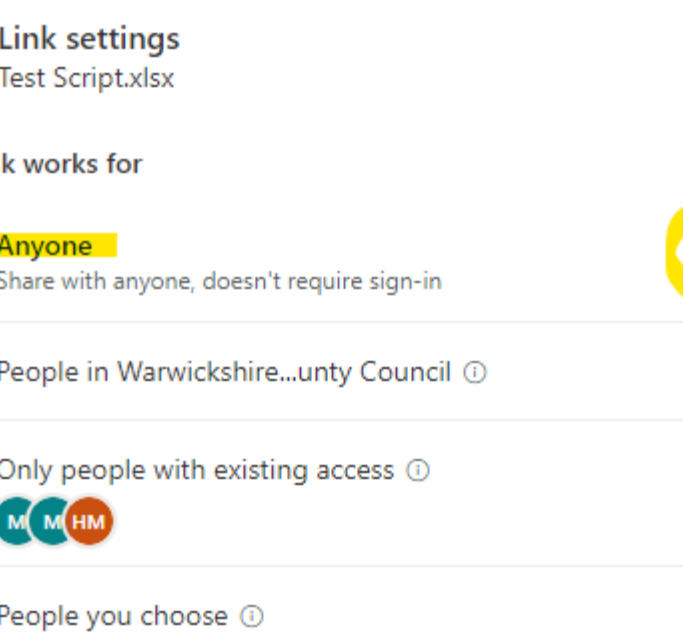 Link settings
Test Script.xlsx
k works for
Anyone
Share with anyone, doesn't require sign-in
People in Warwickshire...unty Council
Only people with existing access
M M HM
People you choose